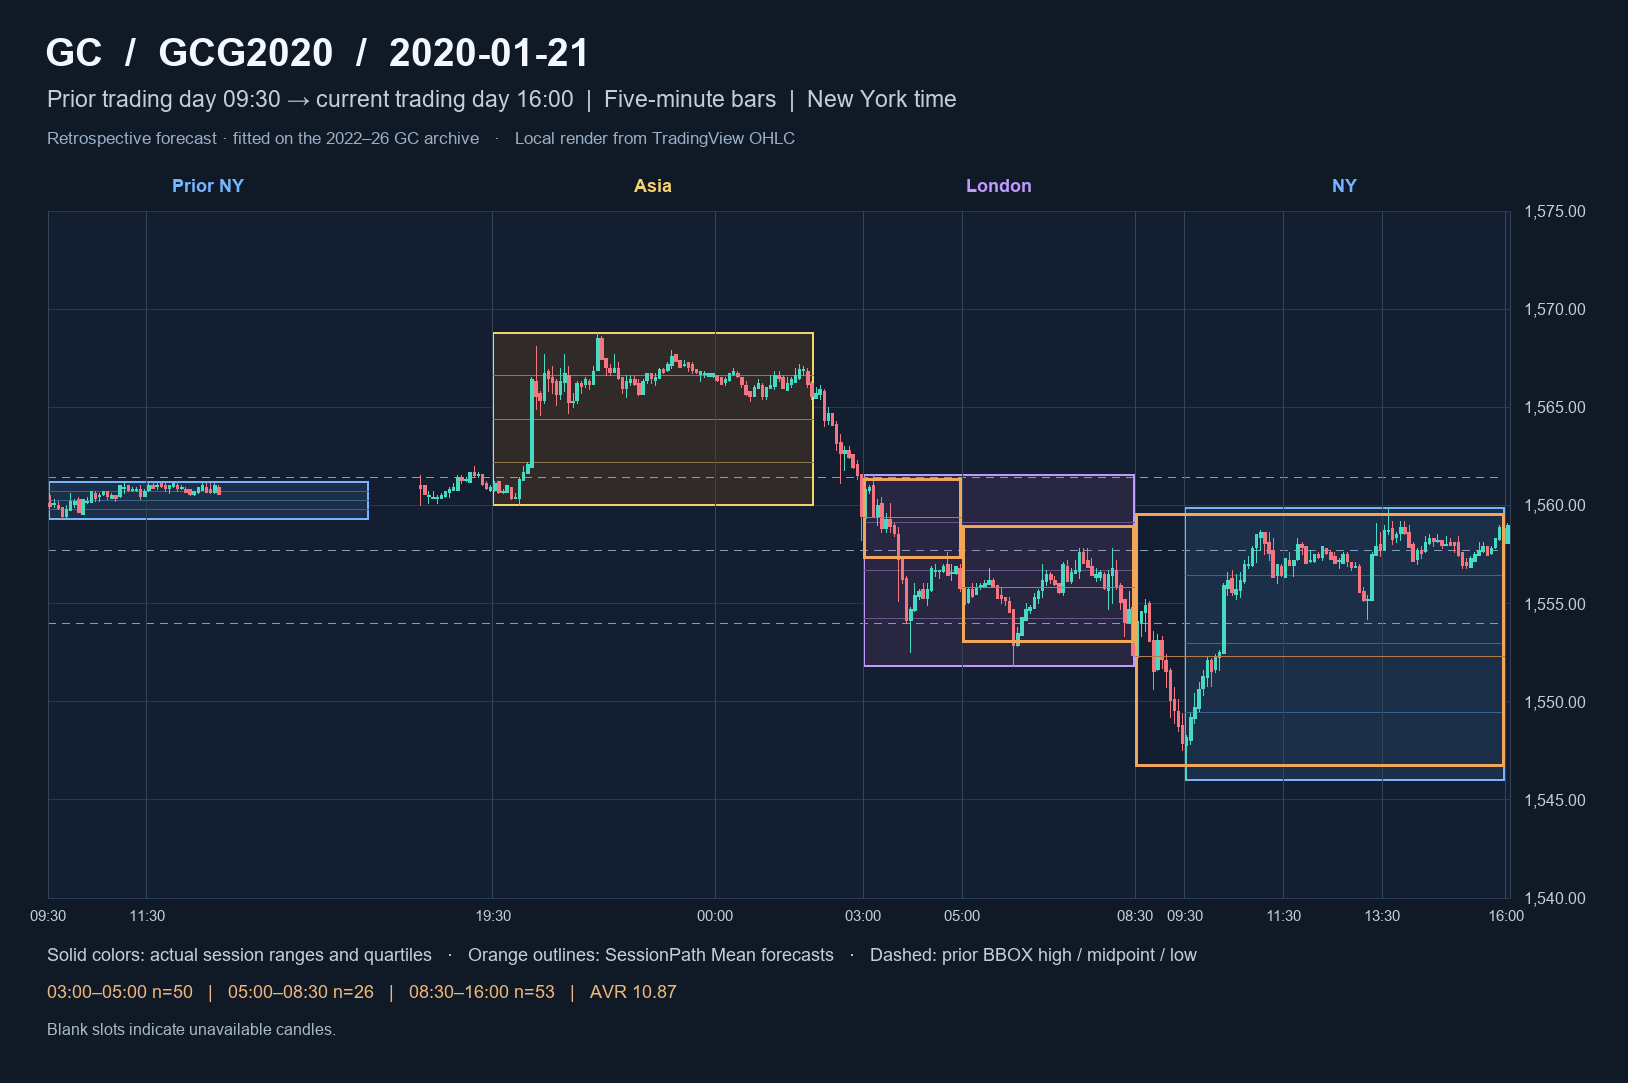 GC / GCG2020 / 2020-01-21
Prior trading day 09:30 → current trading day 16:00 | Five-minute bars | New York time
Retrospective forecast · fitted on the 2022–26 GC archive · Local render from TradingView OHLC
Prior NY Asia London NY
1,575.00
1,570.00
1,565.00
1,560.00
1,555.00
1,550.00
1,545.00
1,540.00
09:30 11:30 19:30 00:00 03:00 05:00 08:30 09:30 11:30 13:30 16:00
Solid colors: actual session ranges and quartiles · Orange outlines: SessionPath Mean forecasts · Dashed: prior BBOX high / midpoint / low
03:00–05:00 n=50 | 05:00–08:30 n=26 | 08:30–16:00 n=53 | AVR 10.87
Blank slots indicate unavailable candles.